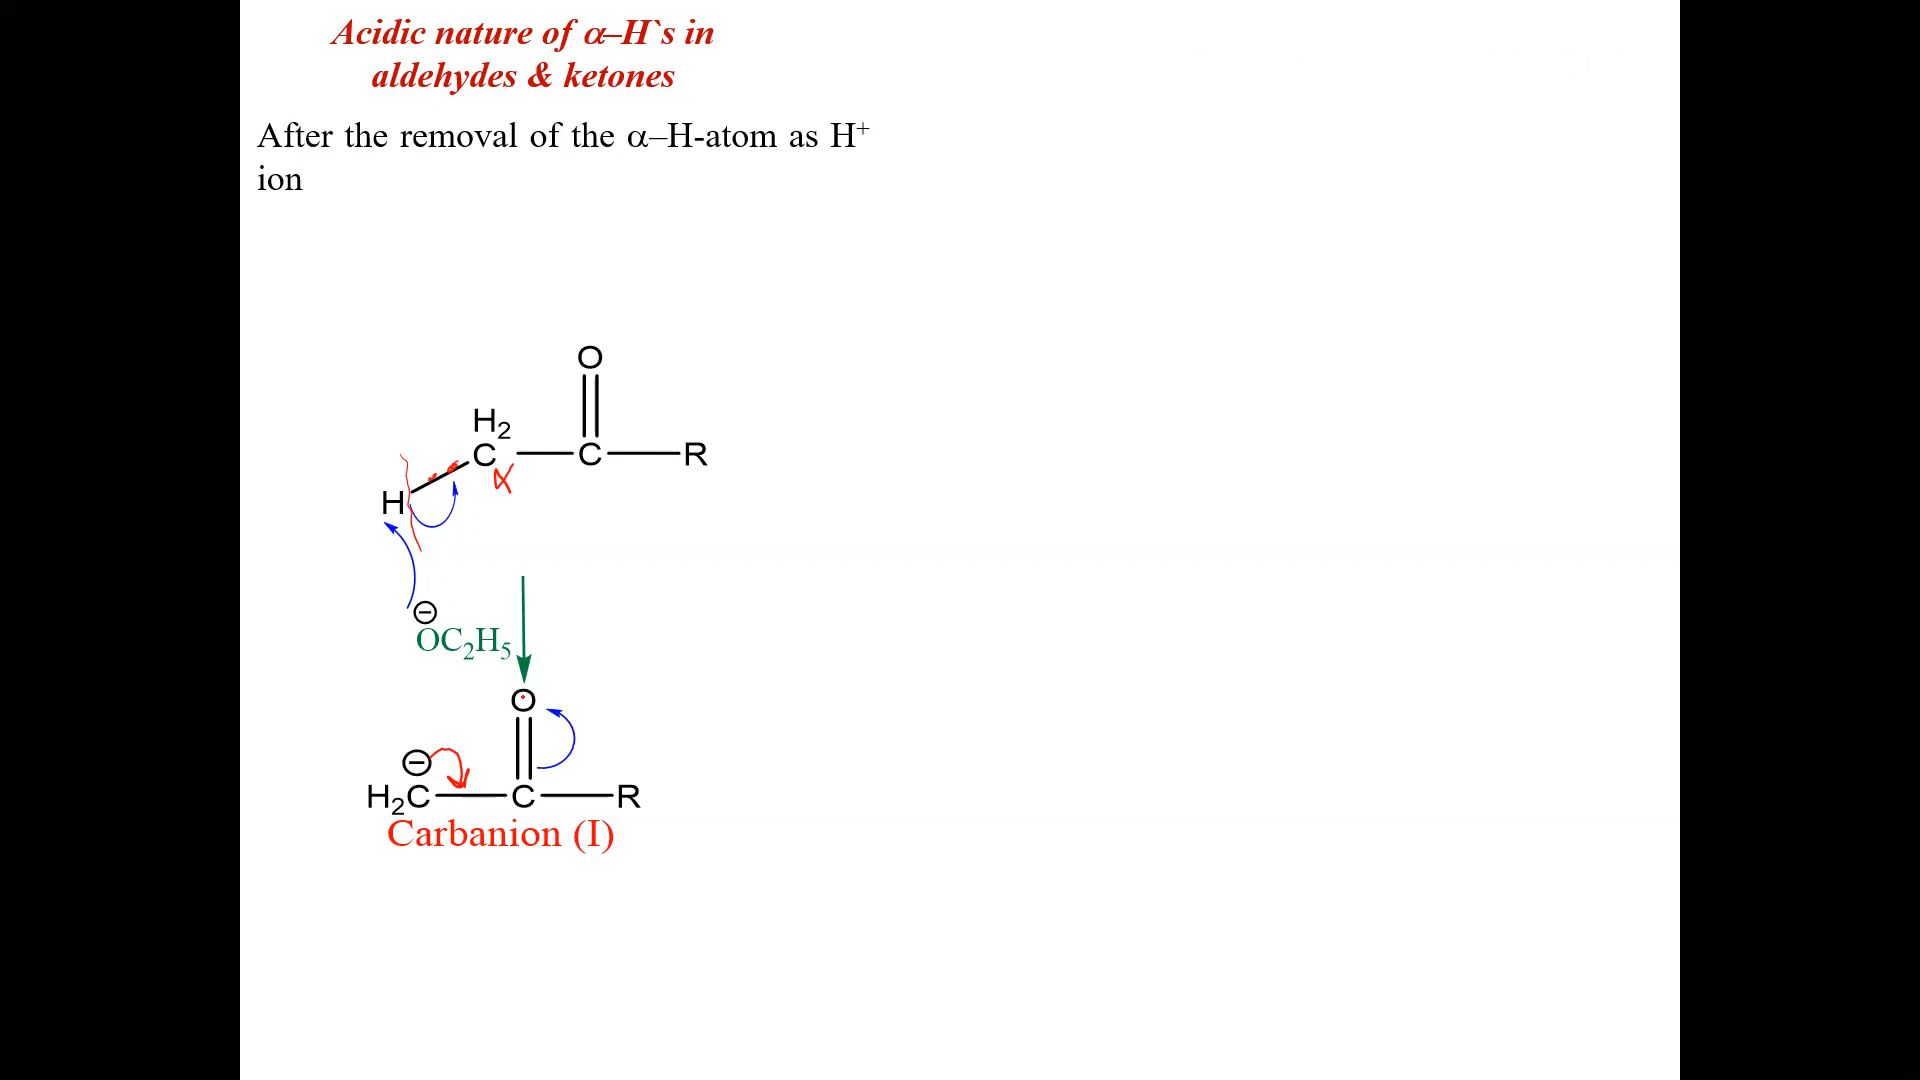 Acidic nature of α–H`s in
aldehydes & ketones
After the removal of the α–H-atom as H⁺
ion
O
H₂
C C R
α
H
⊖
OC₂H₅
O
⊖
H₂C C R
Carbanion (I)